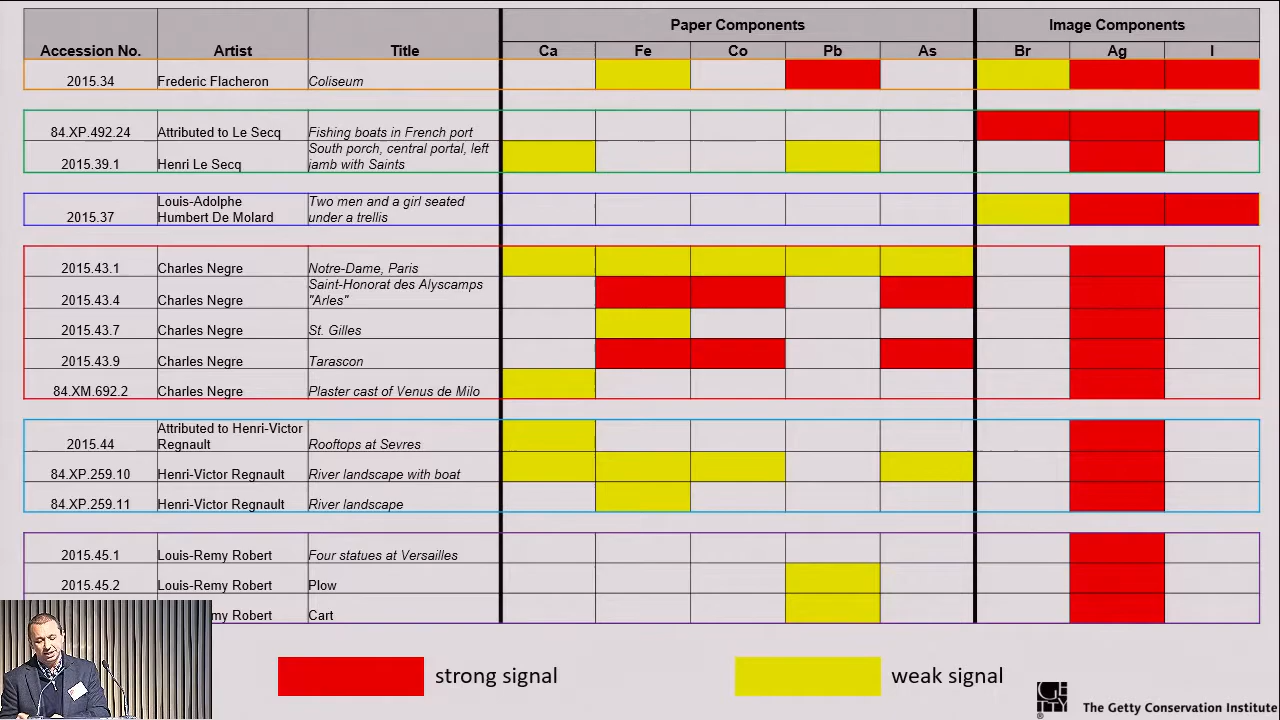 Paper Components Image Components
Accession No. Artist Title Ca Fe Co Pb As Br Ag I
2015.34 Frederic Flacheron Coliseum
84.XP.492.24 Attributed to Le Secq Fishing boats in French port
2015.39.1 Henri Le Secq South porch, central portal, left
jamb with Saints
2015.37 Louis-Adolphe
Humbert De Molard Two men and a girl seated
under a trellis
2015.43.1 Charles Negre Notre-Dame, Paris
2015.43.4 Charles Negre Saint-Honorat des Alyscamps
"Arles"
2015.43.7 Charles Negre St. Gilles
2015.43.9 Charles Negre Tarascon
84.XM.692.2 Charles Negre Plaster cast of Venus de Milo
2015.44 Attributed to Henri-Victor
Regnault Rooftops at Sevres
84.XP.259.10 Henri-Victor Regnault River landscape with boat
84.XP.259.11 Henri-Victor Regnault River landscape
2015.45.1 Louis-Remy Robert Four statues at Versailles
2015.45.2 Louis-Remy Robert Plow
my Robert Cart
strong signal weak signal
GETTY
The Getty Conservation Institute